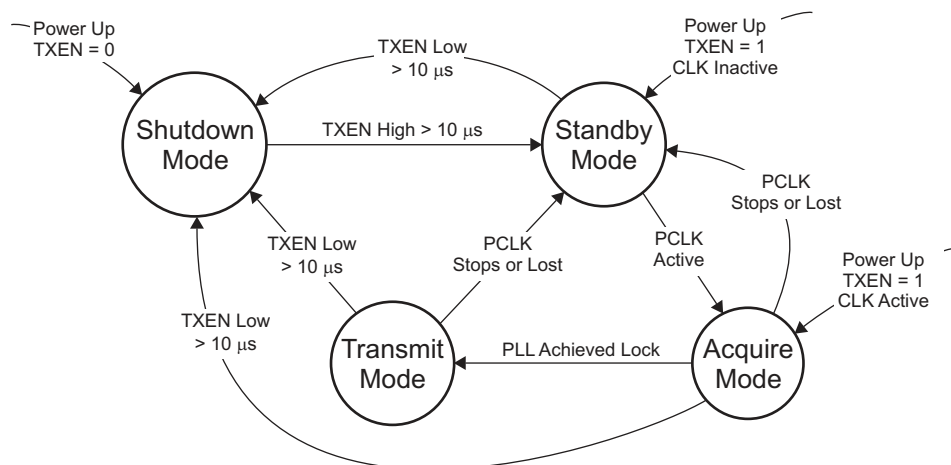 Power Up
TXEN = 0
TXEN Low
> 10 μs
Power Up
TXEN = 1
CLK Inactive
Shutdown
Mode
TXEN High > 10 μs
Standby
Mode
PCLK
Stops or Lost
TXEN Low
> 10 μs
PCLK
Stops or Lost
PCLK
Active
Power Up
TXEN = 1
CLK Active
TXEN Low
> 10 μs
Transmit
Mode
PLL Achieved Lock
Acquire
Mode